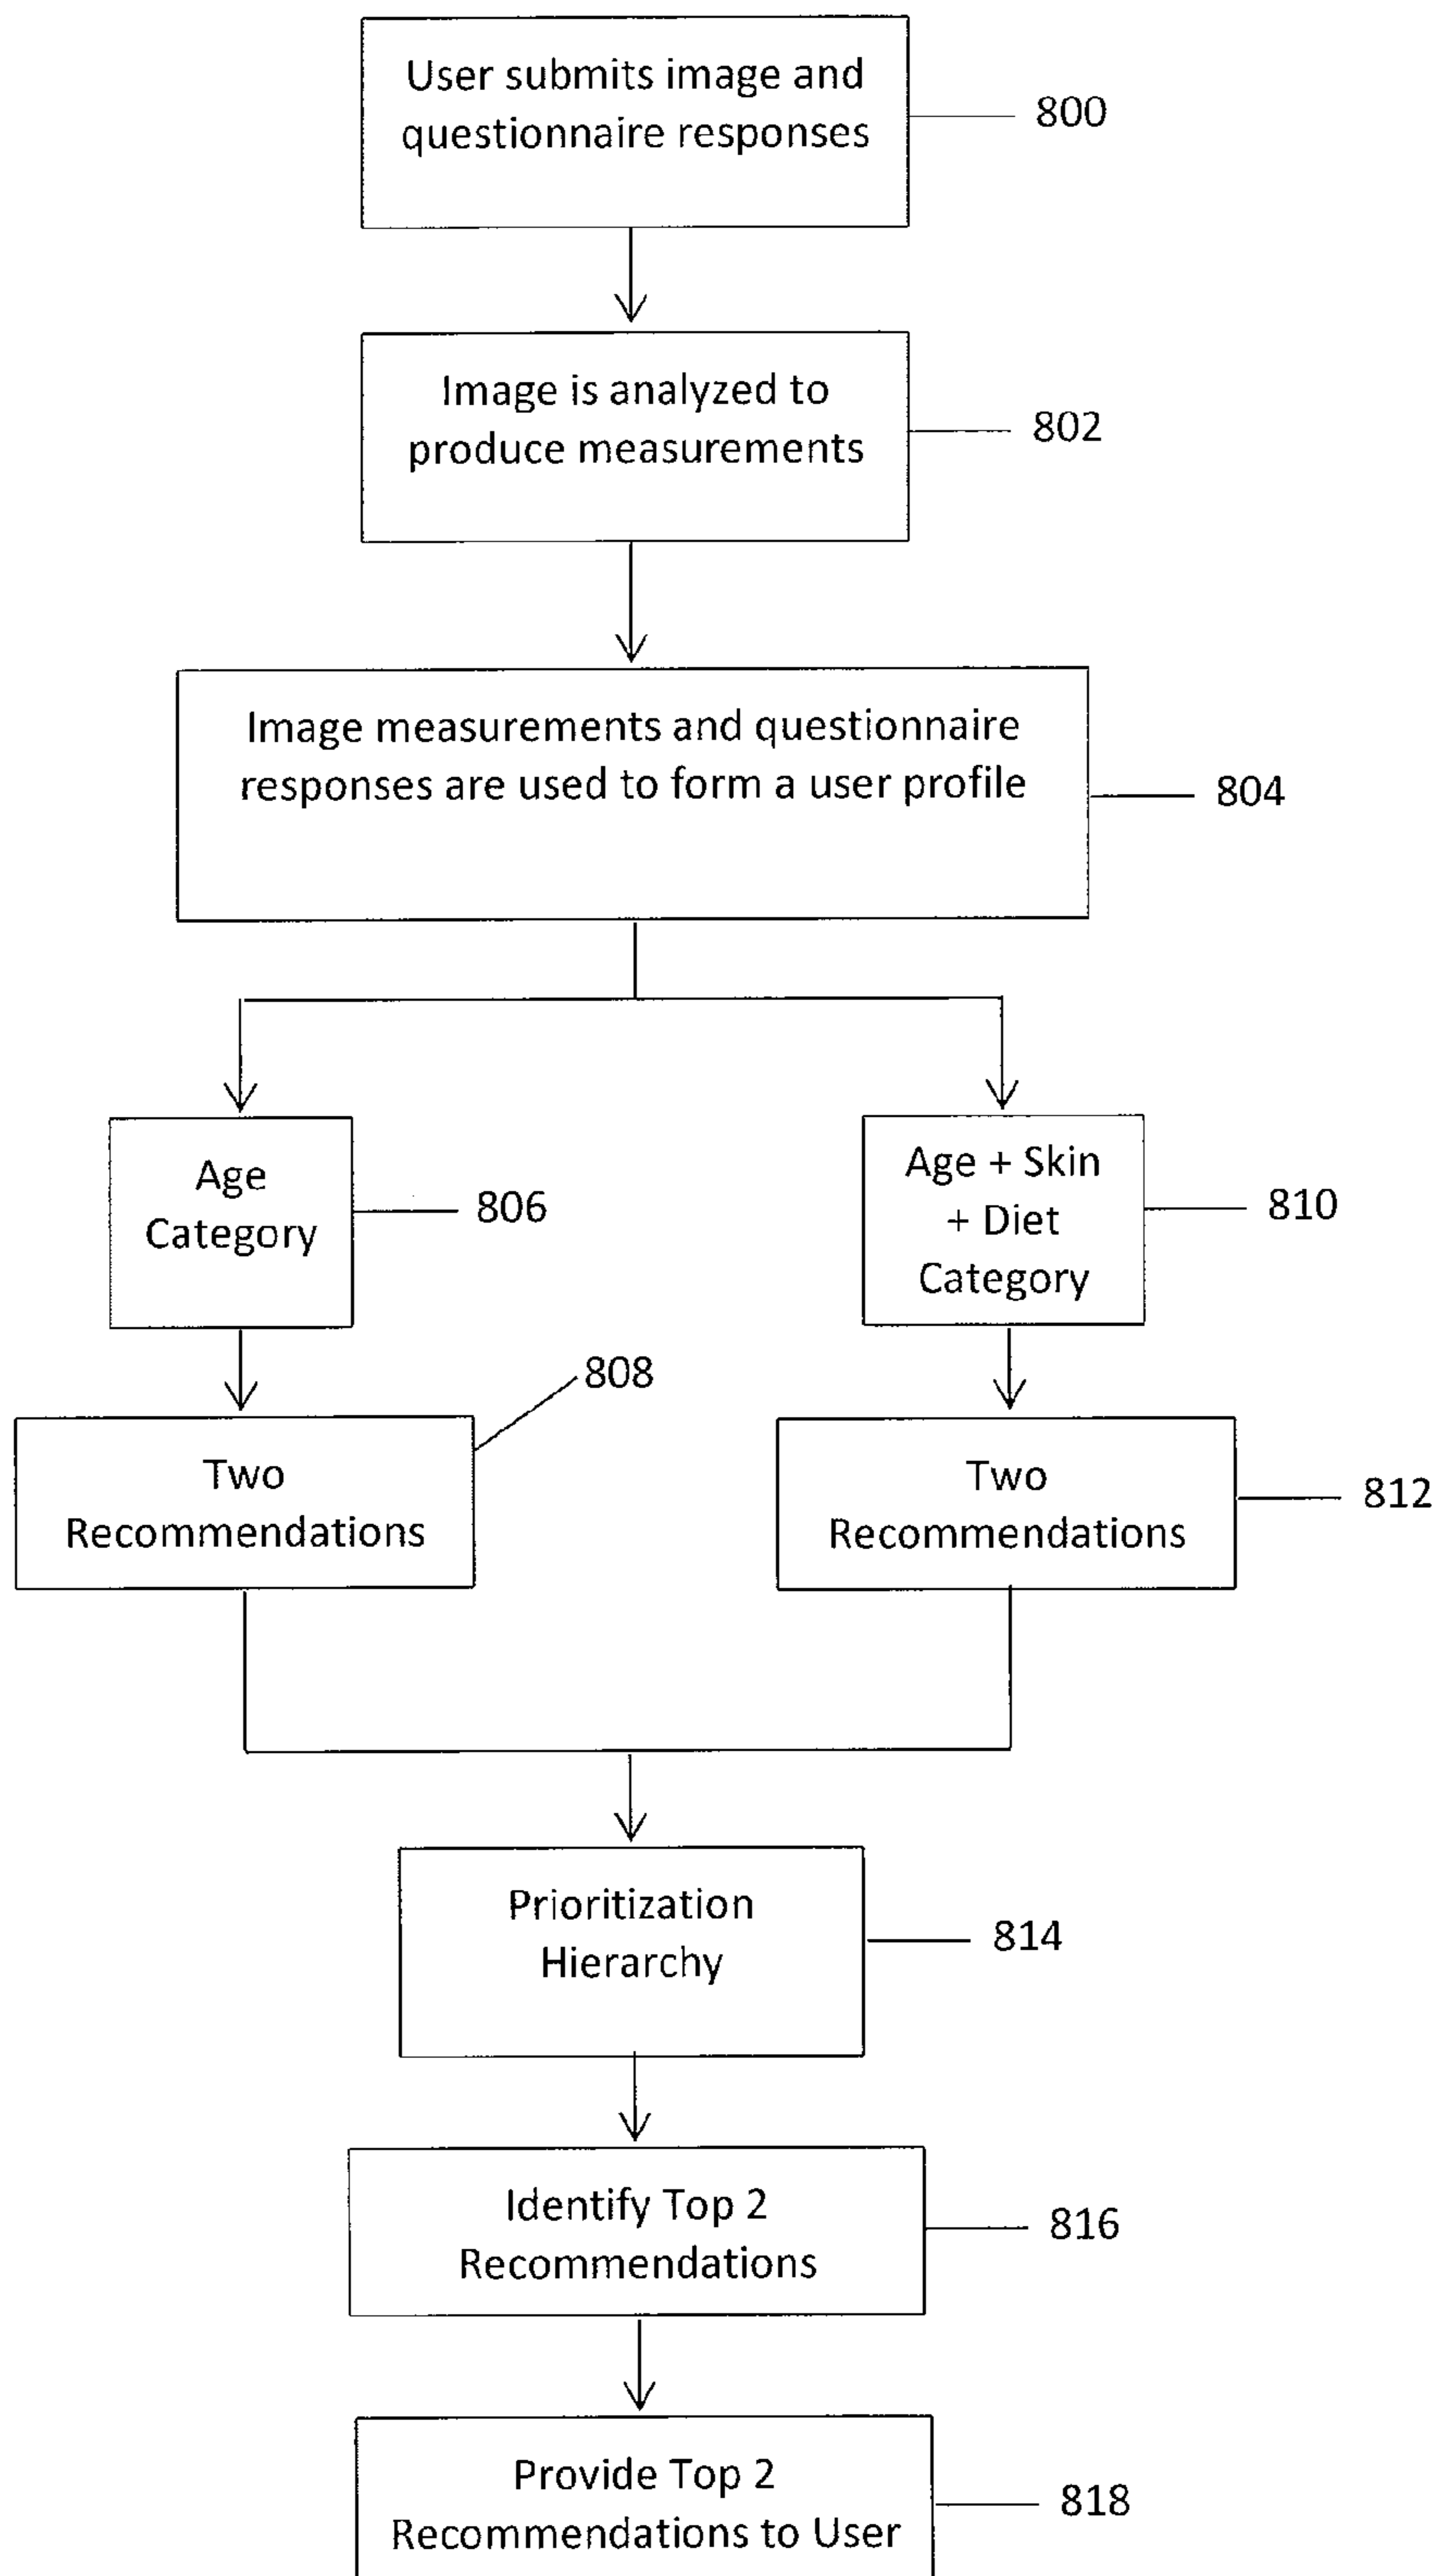 User submits image and
questionnaire responses
800
Image is analyzed to
produce measurements
802
Image measurements and questionnaire
responses are used to form a user profile
804
Age
Category
806
Age + Skin
+ Diet
Category
810
808
Two
Recommendations
Two
Recommendations
812
Prioritization
Hierarchy
814
Identify Top 2
Recommendations
816
Provide Top 2
Recommendations to User
818